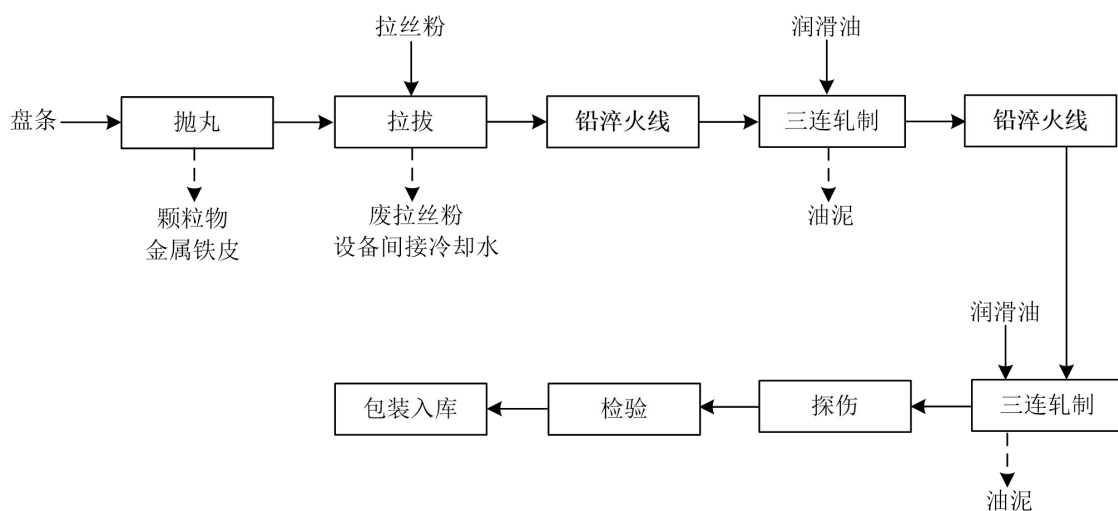 拉丝粉
润滑油
盘条
抛丸
拉拔
铅淬火线
三连轧制
铅淬火线
颗粒物
金属铁皮
废拉丝粉
设备间接冷却水
油泥
润滑油
包装入库
检验
探伤
三连轧制
油泥